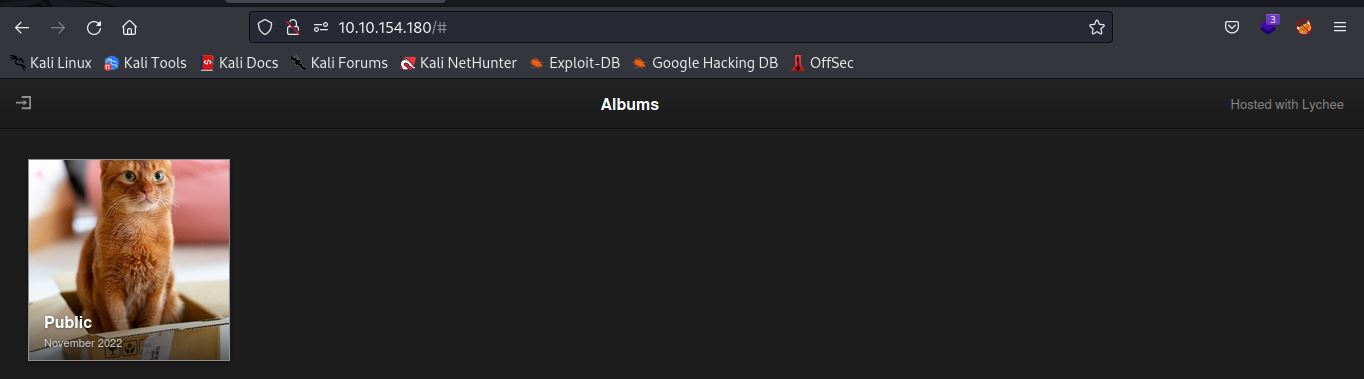 10.10.154.180/#
3
Kali Linux Kali Tools Kali Docs Kali Forums Kali NetHunter Exploit-DB Google Hacking DB OffSec
Albums Hosted with Lychee
Public
November 2022